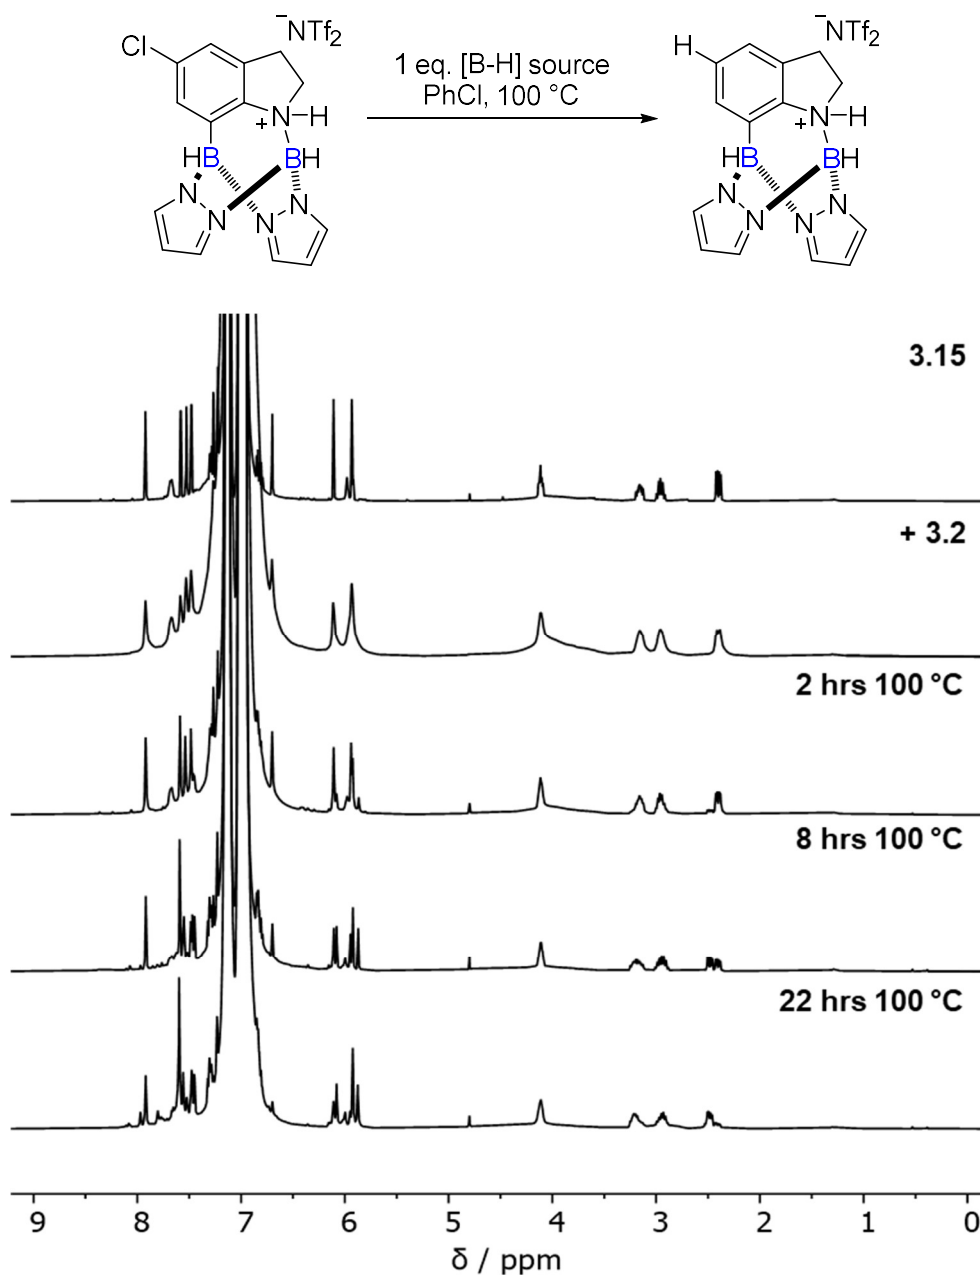 ⁻NTf₂
Cl
1 eq. [B-H] source
PhCl, 100 °C
N–H
+
HB
BH
N
N
N
N
⁻NTf₂
H
N–H
+
HB
BH
N
N
N
N
3.15
+ 3.2
2 hrs 100 °C
8 hrs 100 °C
22 hrs 100 °C
9 8 7 6 5 4 3 2 1 0
δ / ppm